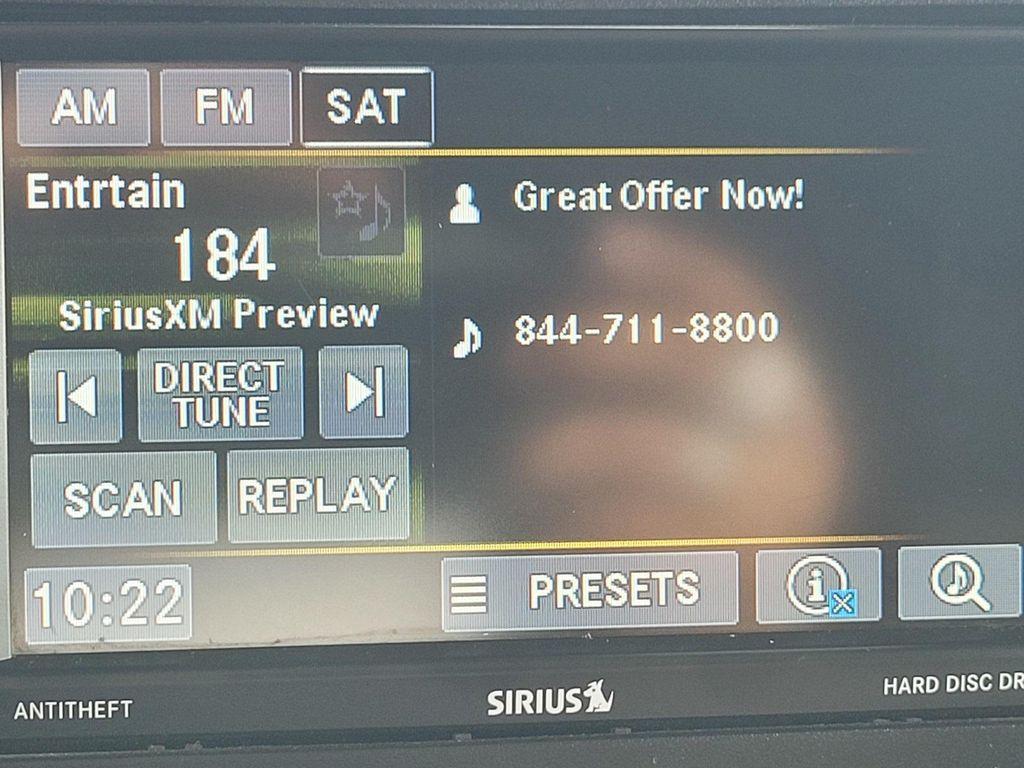 AM FM SAT
Entrtain
184
SiriusXM Preview
Great Offer Now!
844-711-8800
DIRECT
TUNE
SCAN REPLAY
10:22
PRESETS
i
ANTITHEFT
SIRIUS
HARD DISC DR